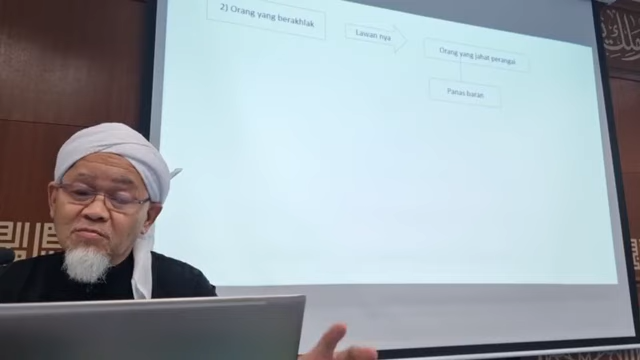 2) Orang yang berakhlak
Lawan nya
Orang yang jahat perangai
Panas baran